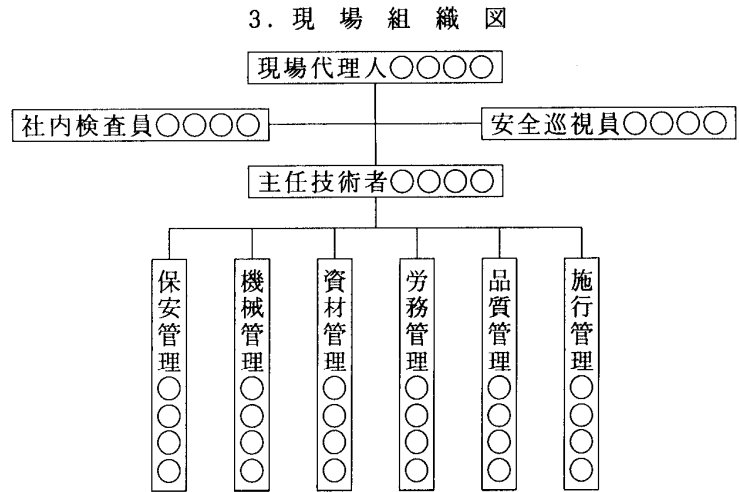 3. 現場組織図
現場代理人○○○○
社内検査員○○○○
安全巡視員○○○○
主任技術者○○○○
保安管理○○○○
機械管理○○○○
資材管理○○○○
労務管理○○○○
品質管理○○○○
施行管理○○○○